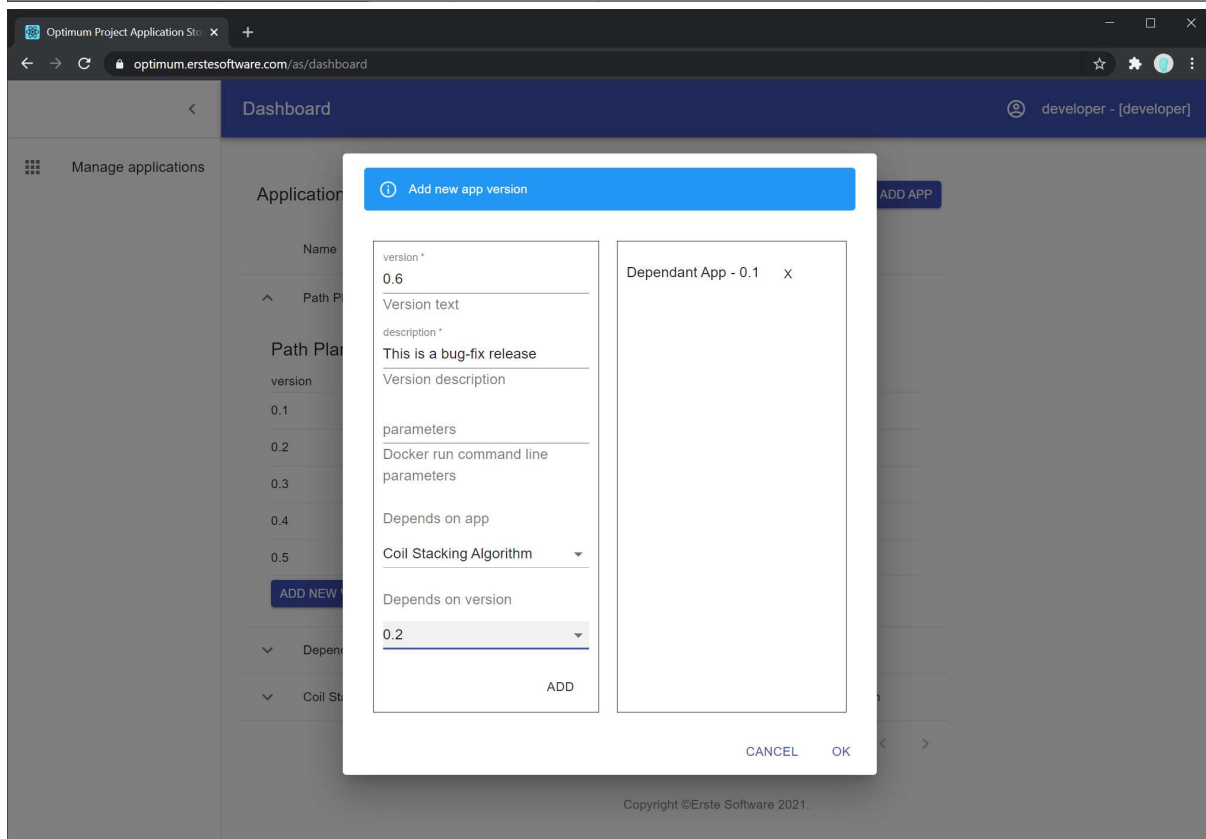 Optimum Project Application Sto
optimum.erstesoftware.com/as/dashboard
Dashboard
developer - [developer]
Manage applications
Application
ADD APP
Name
Path Pl
Path Plan
version
0.1
0.2
0.3
0.4
0.5
ADD NEW V
Depend
Coil Sta
Add new app version
version *
0.6
Version text
description *
This is a bug-fix release
Version description
parameters
Docker run command line
parameters
Depends on app
Coil Stacking Algorithm
Depends on version
0.2
ADD
Dependant App - 0.1 X
CANCEL OK
Copyright ©Erste Software 2021.